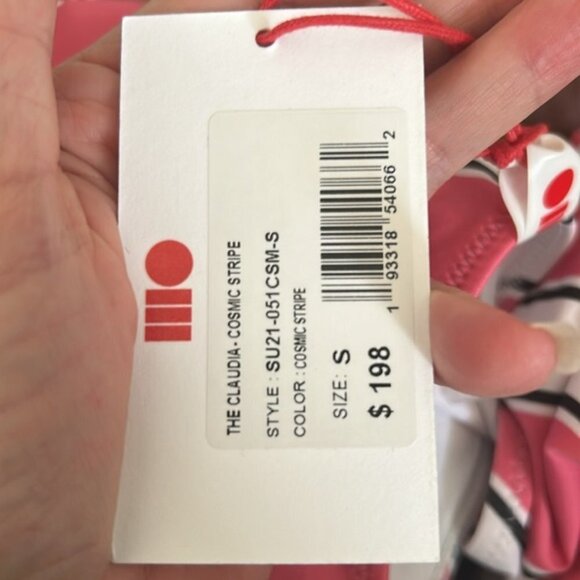 THE CLAUDIA - COSMIC STRIPE
STYLE : SU21-051CSM-S
COLOR : COSMIC STRIPE
SIZE: S
$ 198
1 93318 54066 2